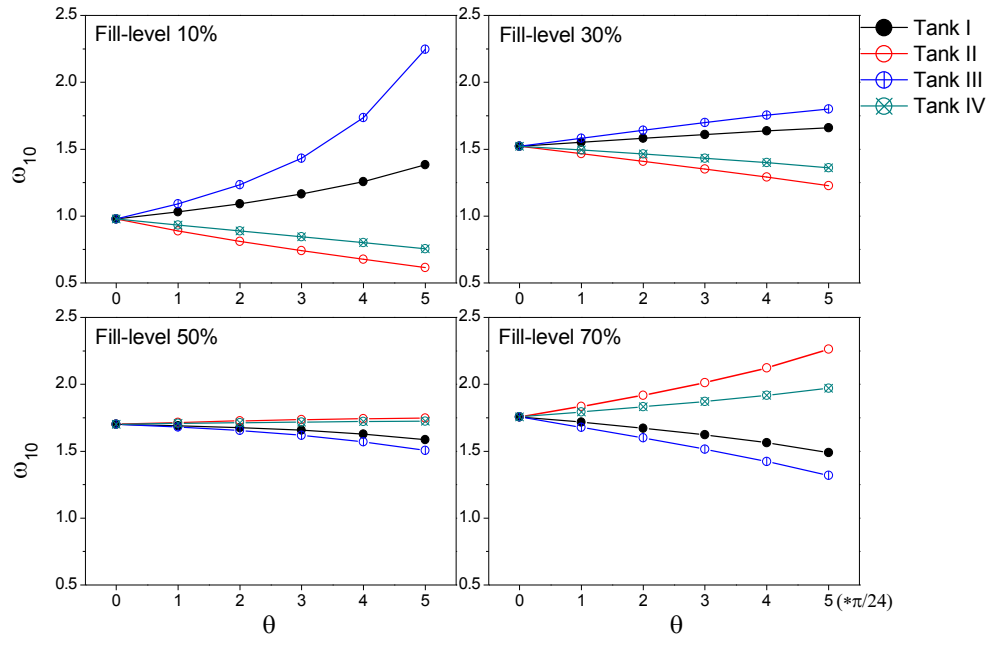 Fill-level 10%
2.5
2.0
1.5
1.0
0.5
ω10
0 1 2 3 4 5
Fill-level 30%
2.5
2.0
1.5
1.0
0.5
0 1 2 3 4 5
Tank I
Tank II
Tank III
Tank IV
Fill-level 50%
2.5
2.0
1.5
1.0
0.5
ω10
0 1 2 3 4 5
θ
Fill-level 70%
2.5
2.0
1.5
1.0
0.5
0 1 2 3 4 5 (*π/24)
θ